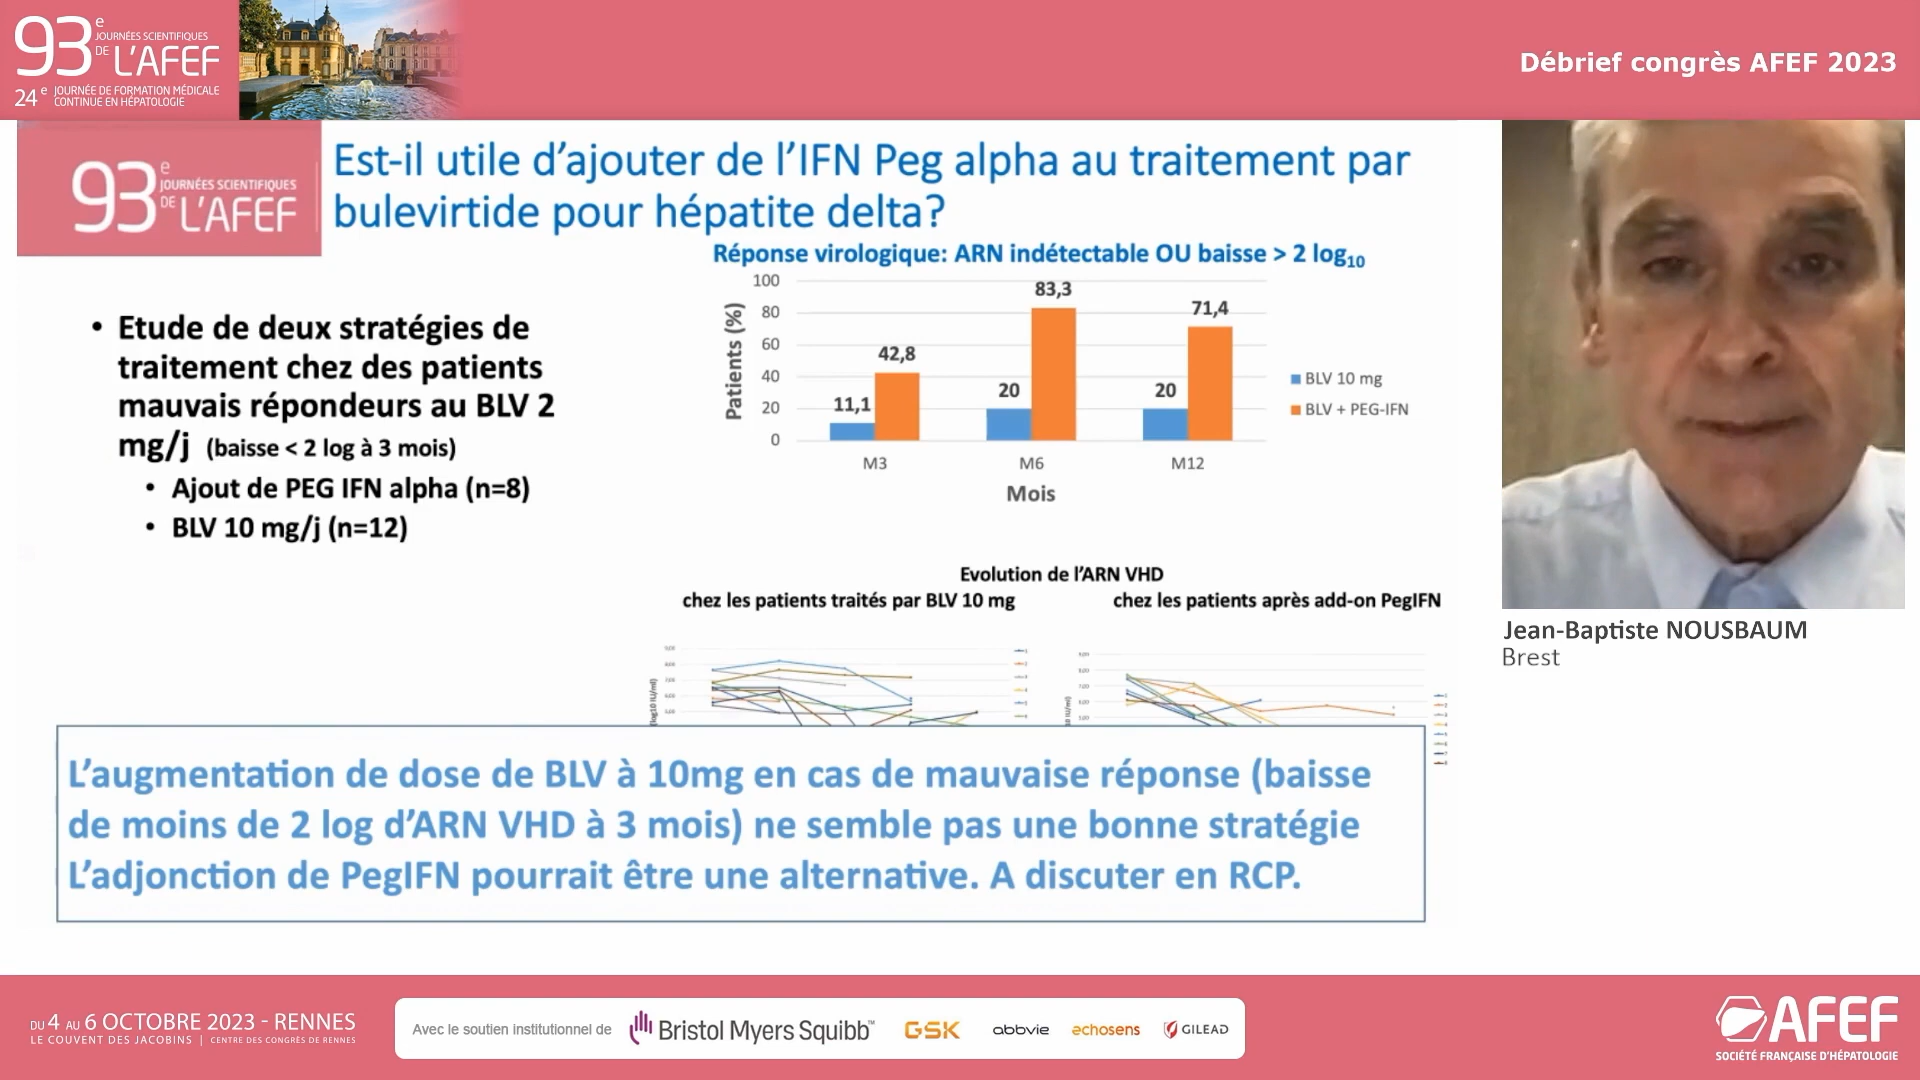 93e JOURNÉES SCIENTIFIQUES
DE L'AFEF
24e JOURNÉE DE FORMATION MÉDICALE
CONTINUE EN HÉPATOLOGIE
Débrief congrès AFEF 2023
93e JOURNÉES SCIENTIFIQUES
DE L'AFEF
Est-il utile d'ajouter de l'IFN Peg alpha au traitement par
bulevirtide pour hépatite delta?
Réponse virologique: ARN indétectable OU baisse > 2 log10
• Etude de deux stratégies de
traitement chez des patients
mauvais répondeurs au BLV 2
mg/j (baisse < 2 log à 3 mois)
• Ajout de PEG IFN alpha (n=8)
• BLV 10 mg/j (n=12)
Patients (%)
100
80
60
40
20
0
11,1
42,8
20
83,3
20
71,4
M3
M6
M12
Mois
BLV 10 mg
BLV + PEG-IFN
Evolution de l'ARN VHD
chez les patients traités par BLV 10 mg
chez les patients après add-on PegIFN
L'augmentation de dose de BLV à 10mg en cas de mauvaise réponse (baisse
de moins de 2 log d'ARN VHD à 3 mois) ne semble pas une bonne stratégie
L'adjonction de PegIFN pourrait être une alternative. A discuter en RCP.
Jean-Baptiste NOUSBAUM
Brest
DU 4 AU 6 OCTOBRE 2023 - RENNES
LE COUVENT DES JACOBINS | CENTRE DES CONGRÈS DE RENNES
Avec le soutien institutionnel de
Bristol Myers Squibb™
GSK
abbvie
echosens
GILEAD
AFEF
SOCIÉTÉ FRANÇAISE D'HÉPATOLOGIE